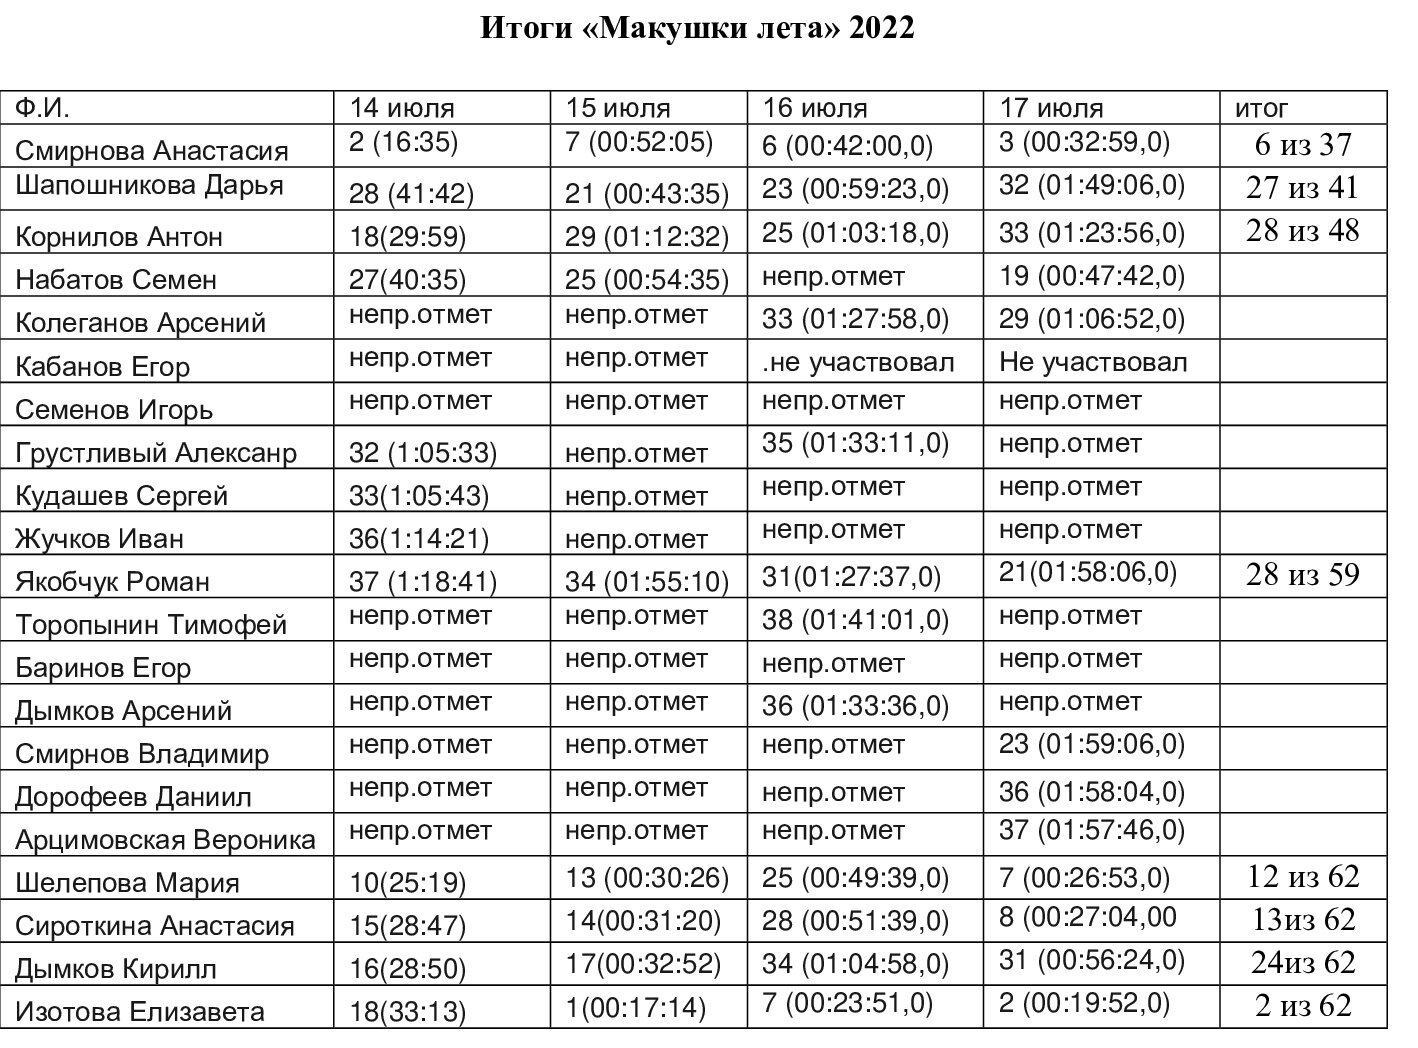 Итоги «Макушки лета» 2022
Ф.И. 14 июля 15 июля 16 июля 17 июля итог
Смирнова Анастасия 2 (16:35) 7 (00:52:05) 6 (00:42:00,0) 3 (00:32:59,0) 6 из 37
Шапошникова Дарья 28 (41:42) 21 (00:43:35) 23 (00:59:23,0) 32 (01:49:06,0) 27 из 41
Корнилов Антон 18(29:59) 29 (01:12:32) 25 (01:03:18,0) 33 (01:23:56,0) 28 из 48
Набатов Семен 27(40:35) 25 (00:54:35) непр.отмет 19 (00:47:42,0)
Колеганов Арсений непр.отмет непр.отмет 33 (01:27:58,0) 29 (01:06:52,0)
Кабанов Егор непр.отмет непр.отмет .не участвовал Не участвовал
Семенов Игорь непр.отмет непр.отмет непр.отмет непр.отмет
Грустливый Алексанр 32 (1:05:33) непр.отмет 35 (01:33:11,0) непр.отмет
Кудашев Сергей 33(1:05:43) непр.отмет непр.отмет непр.отмет
Жучков Иван 36(1:14:21) непр.отмет непр.отмет непр.отмет
Якобчук Роман 37 (1:18:41) 34 (01:55:10) 31(01:27:37,0) 21(01:58:06,0) 28 из 59
Торопынин Тимофей непр.отмет непр.отмет 38 (01:41:01,0) непр.отмет
Баринов Егор непр.отмет непр.отмет непр.отмет непр.отмет
Дымков Арсений непр.отмет непр.отмет 36 (01:33:36,0) непр.отмет
Смирнов Владимир непр.отмет непр.отмет непр.отмет 23 (01:59:06,0)
Дорофеев Даниил непр.отмет непр.отмет непр.отмет 36 (01:58:04,0)
Арцимовская Вероника непр.отмет непр.отмет непр.отмет 37 (01:57:46,0)
Шелепова Мария 10(25:19) 13 (00:30:26) 25 (00:49:39,0) 7 (00:26:53,0) 12 из 62
Сироткина Анастасия 15(28:47) 14(00:31:20) 28 (00:51:39,0) 8 (00:27:04,00 13из 62
Дымков Кирилл 16(28:50) 17(00:32:52) 34 (01:04:58,0) 31 (00:56:24,0) 24из 62
Изотова Елизавета 18(33:13) 1(00:17:14) 7 (00:23:51,0) 2 (00:19:52,0) 2 из 62